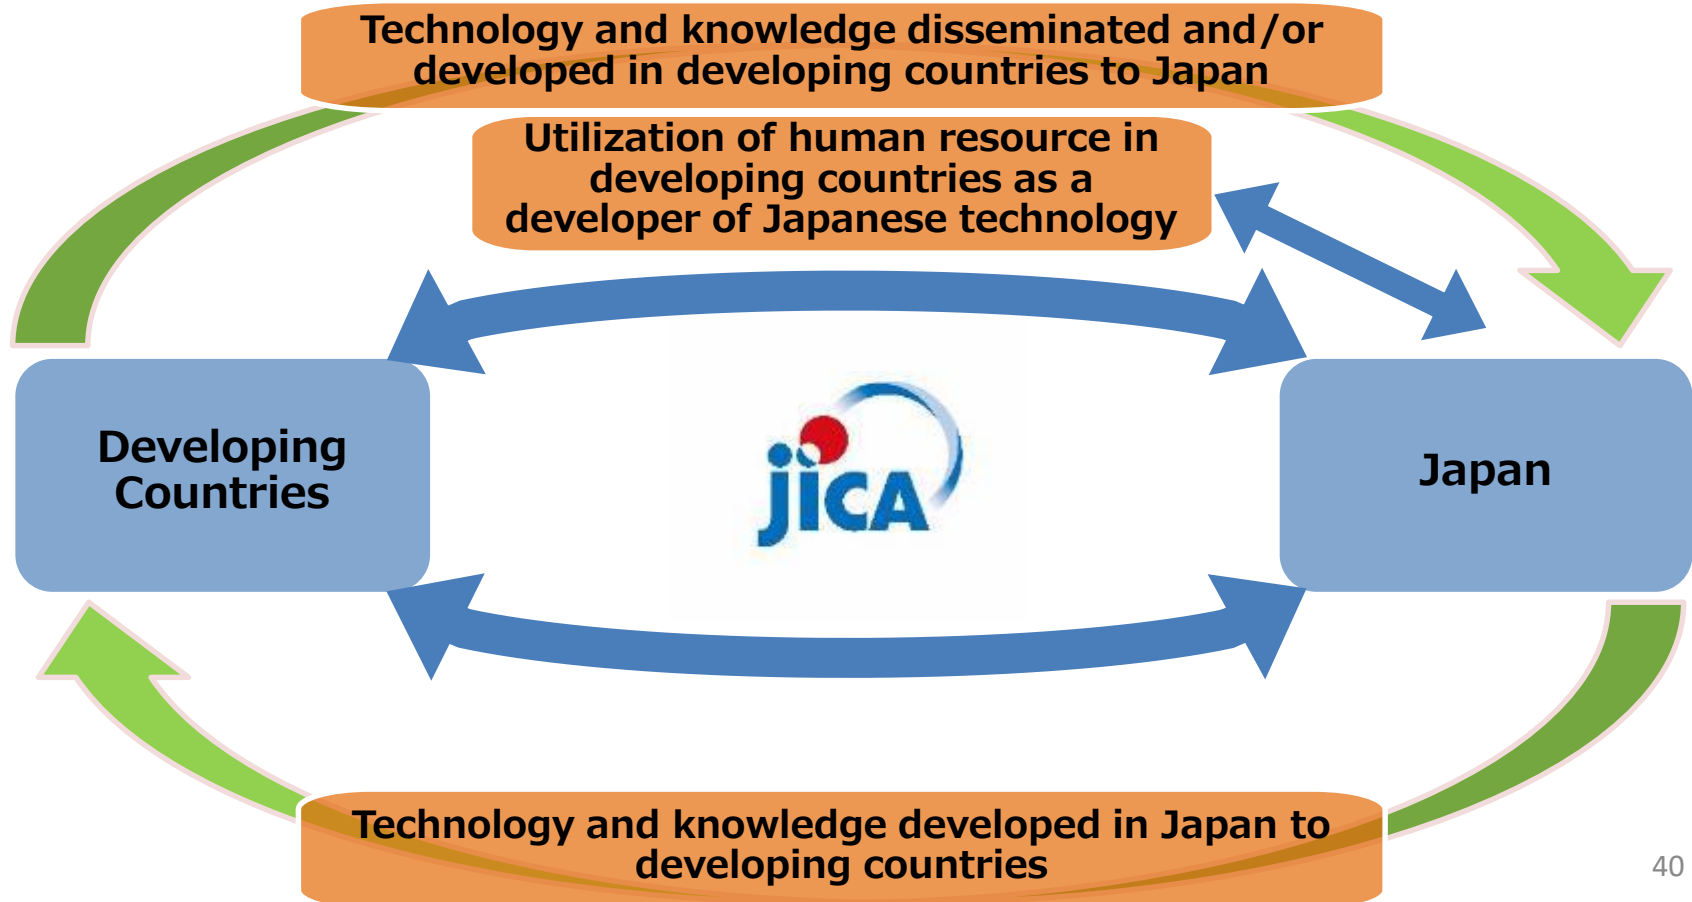 Technology and knowledge disseminated and/or
developed in developing countries to Japan
Utilization of human resource in
developing countries as a
developer of Japanese technology
Developing
Countries
jICA
Japan
Technology and knowledge developed in Japan to
developing countries
40